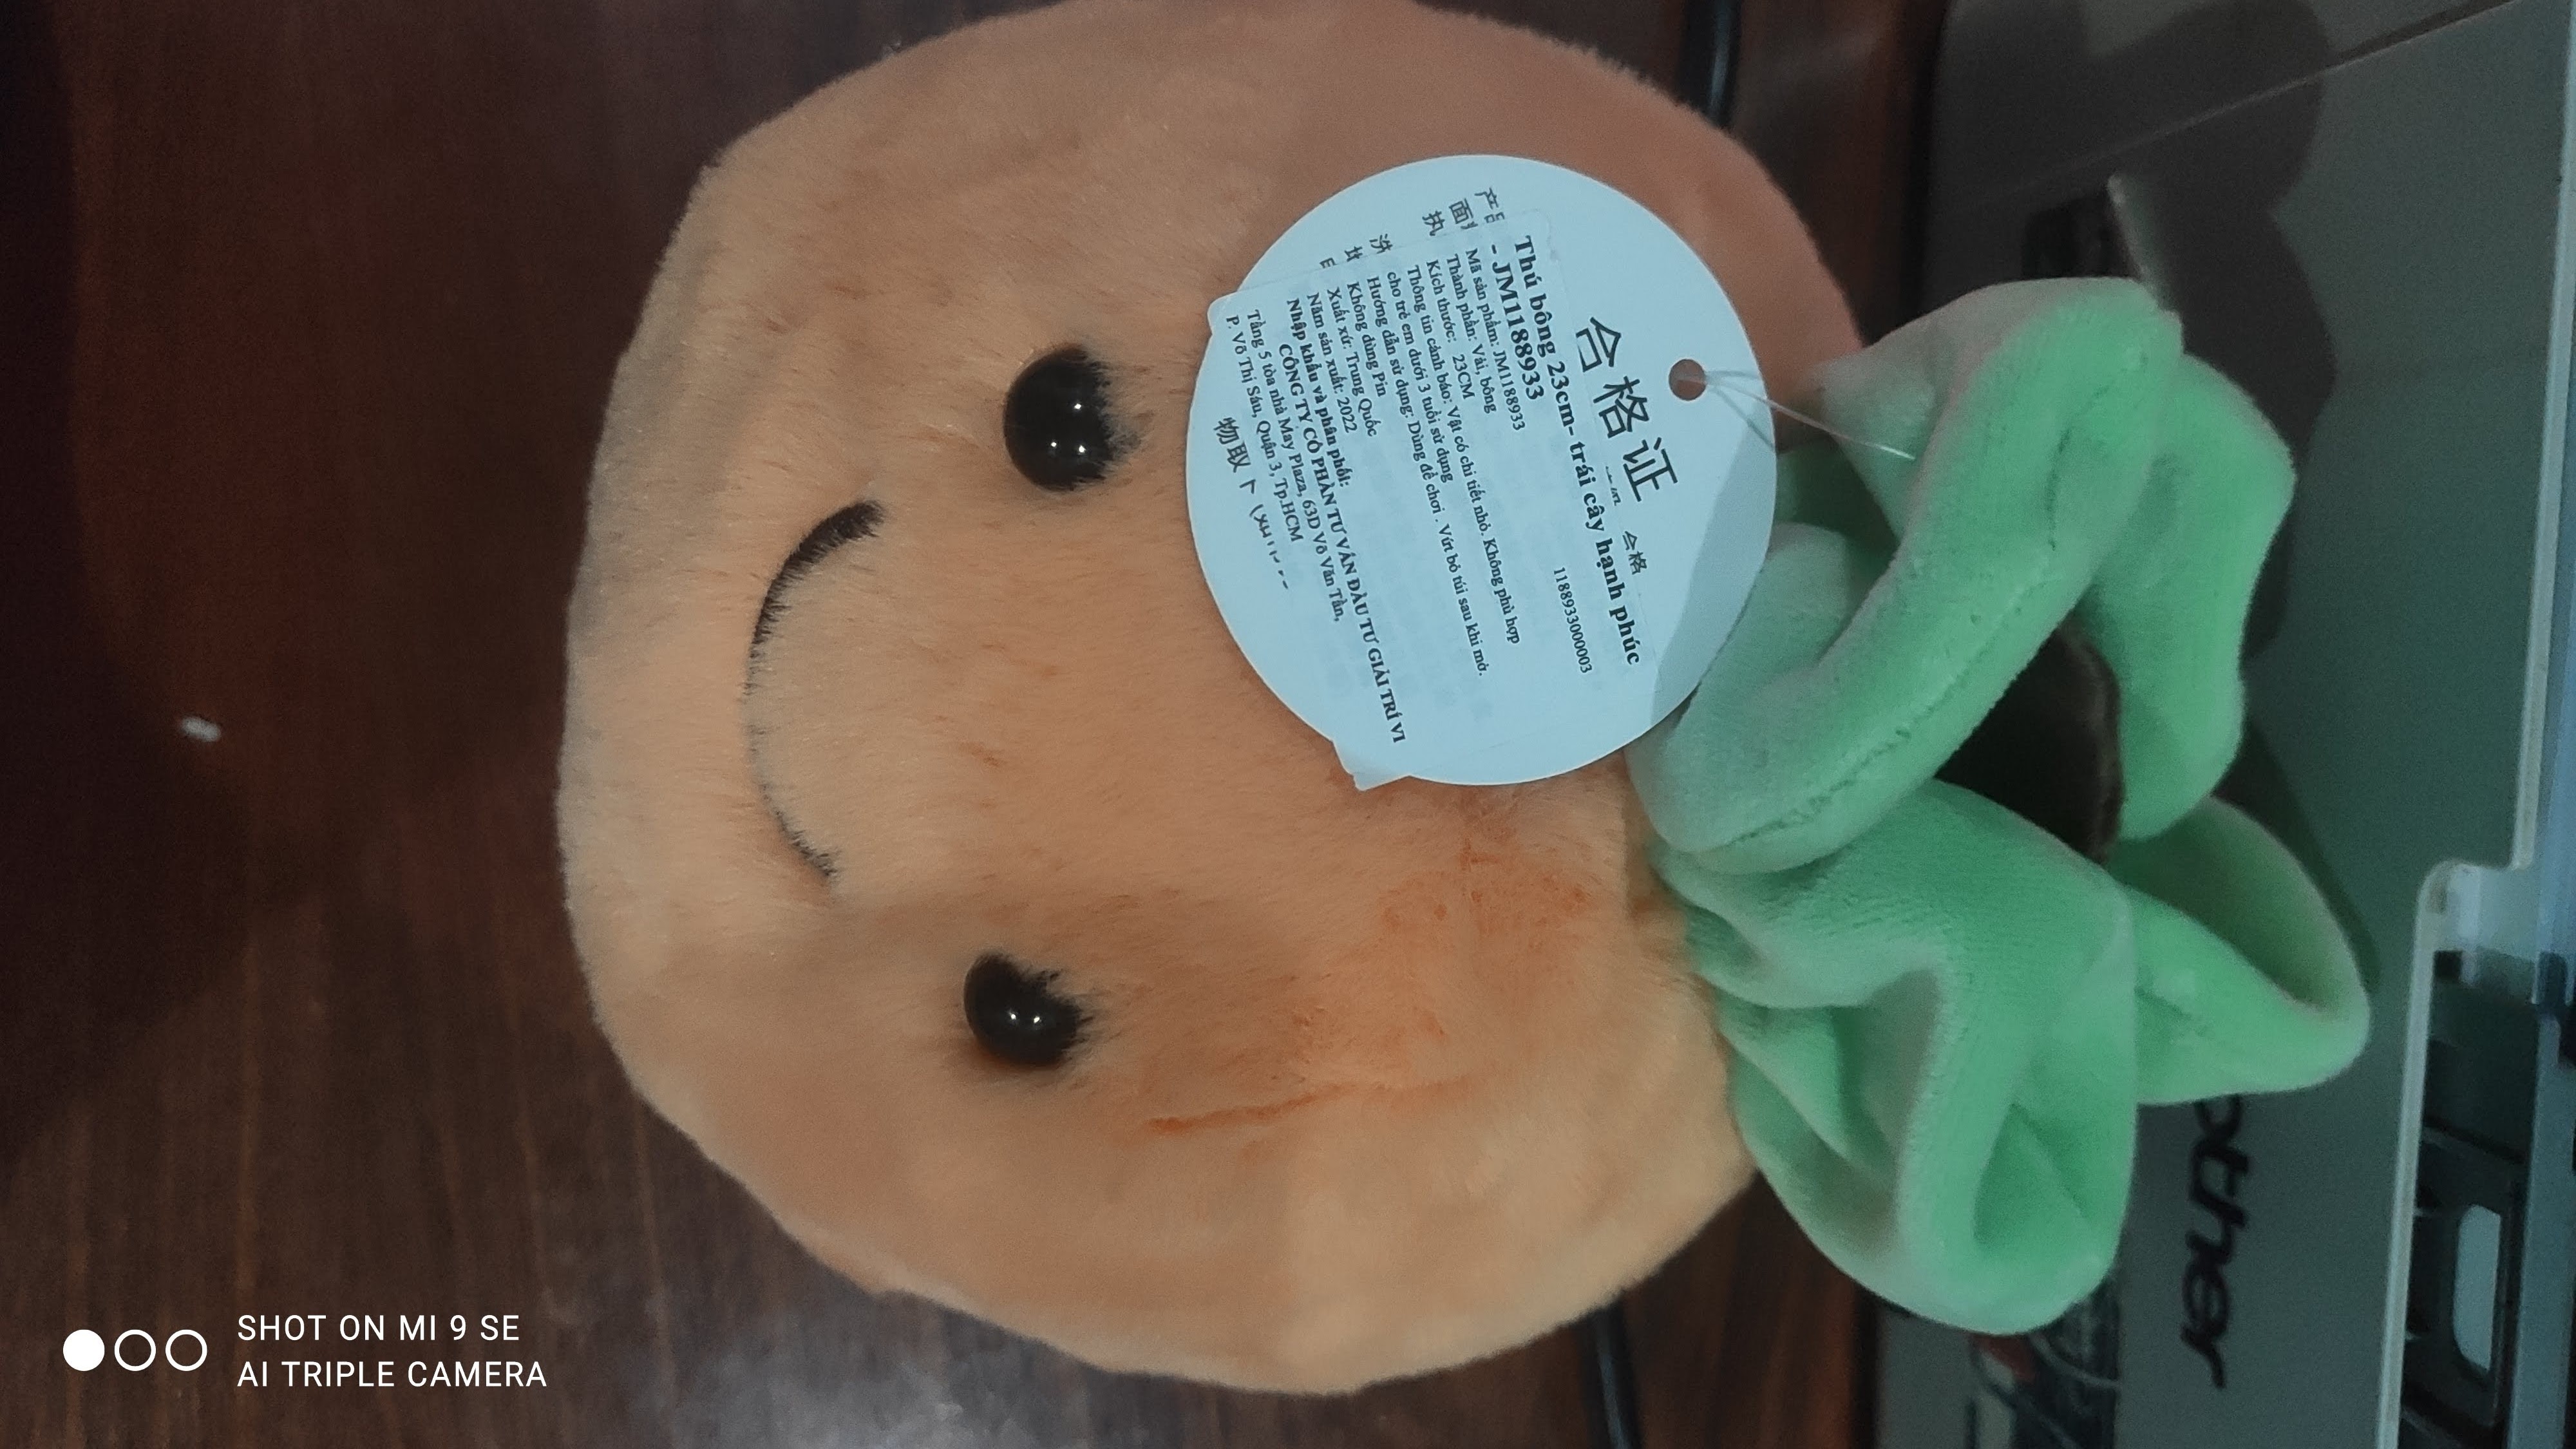 合格证
合格
Thú bông 23cm- trái cây hạnh phúc
- JM1188933
1188933000003
Mã sản phẩm: JM1188933
Thành phần: Vải, bông
Kích thước: 23CM
Thông tin cảnh báo: Vật có chi tiết nhỏ. Không phù hợp
cho trẻ em dưới 3 tuổi sử dụng
Hướng dẫn sử dụng: Dùng để chơi . Vứt bỏ túi sau khi mở.
Không dùng Pin
Xuất xứ: Trung Quốc
Năm sản xuất: 2022
Nhập khẩu và phân phối:
CÔNG TY CỔ PHẦN TƯ VẤN ĐẦU TƯ GIẢI TRÍ VI
Tầng 5 tòa nhà May Plaza, 63D Võ Văn Tần,
P. Võ Thị Sáu, Quận 3, Tp.HCM
SHOT ON MI 9 SE
AI TRIPLE CAMERA